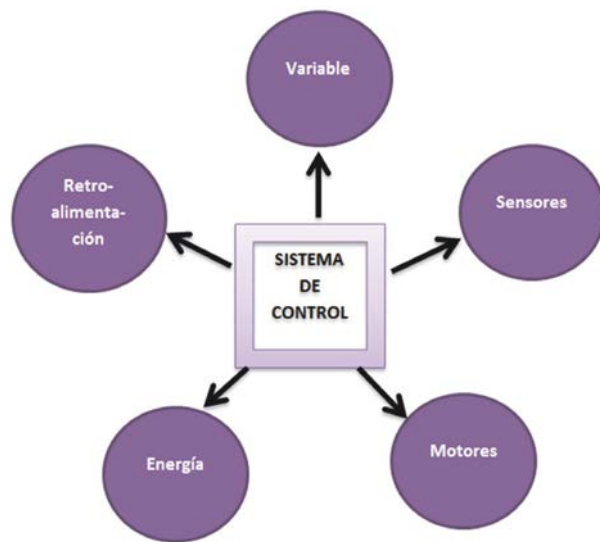 Variable
Retro-
alimenta-
ción
Sensores
SISTEMA
DE
CONTROL
Energía
Motores